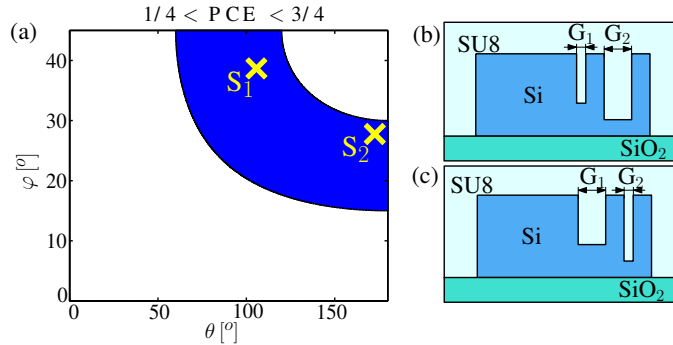 1/4 < PCE < 3/4
(a)
40
30
20
10
0
φ [o]
S1
S2
0
50
100
150
θ [o]
(b)
SU8
G1
G2
Si
SiO2
(c)
SU8
G1
G2
Si
SiO2